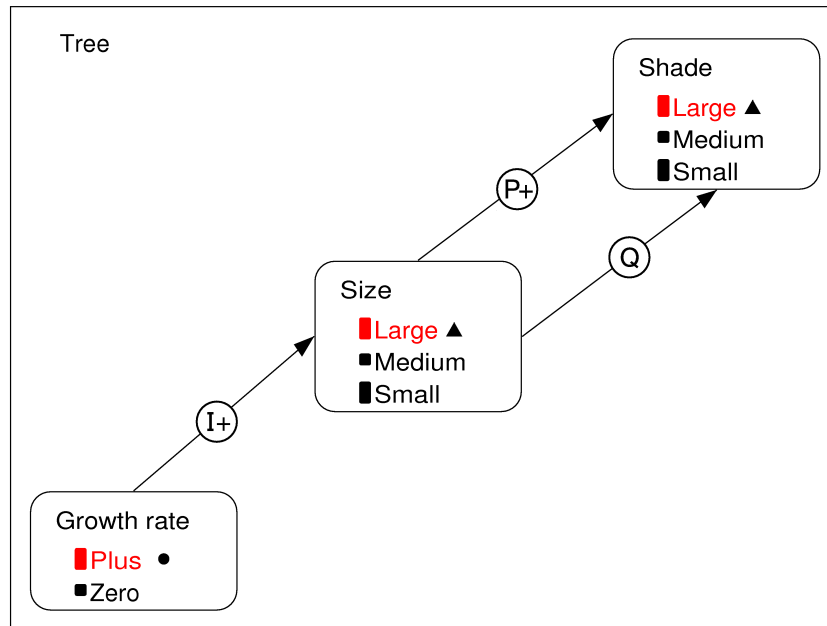 Tree
Shade
Large
Medium
Small
P+
Q
Size
Large
Medium
Small
I+
Growth rate
Plus
Zero